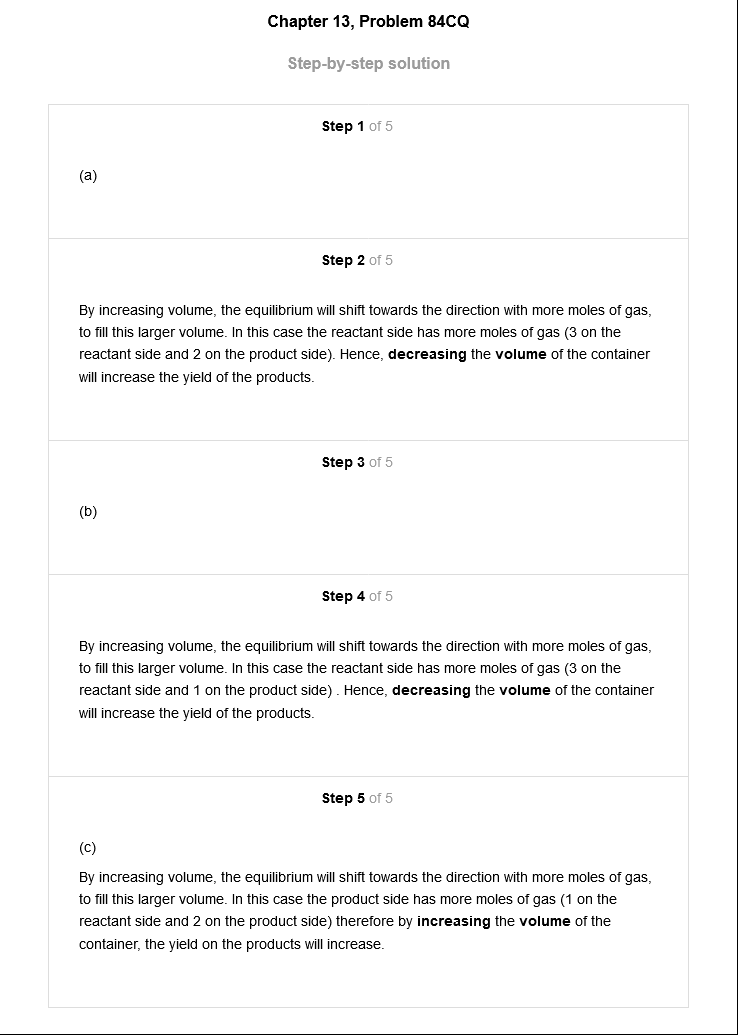 Chapter 13, Problem 84CQ
Step-by-step solution
Step 1 of 5
(a)
Step 2 of 5
By increasing volume, the equilibrium will shift towards the direction with more moles of gas,
to fill this larger volume. In this case the reactant side has more moles of gas (3 on the
reactant side and 2 on the product side). Hence, decreasing the volume of the container
will increase the yield of the products.
Step 3 of 5
(b)
Step 4 of 5
By increasing volume, the equilibrium will shift towards the direction with more moles of gas,
to fill this larger volume. In this case the reactant side has more moles of gas (3 on the
reactant side and 1 on the product side) . Hence, decreasing the volume of the container
will increase the yield of the products.
Step 5 of 5
(c)
By increasing volume, the equilibrium will shift towards the direction with more moles of gas,
to fill this larger volume. In this case the product side has more moles of gas (1 on the
reactant side and 2 on the product side) therefore by increasing the volume of the
container, the yield on the products will increase.